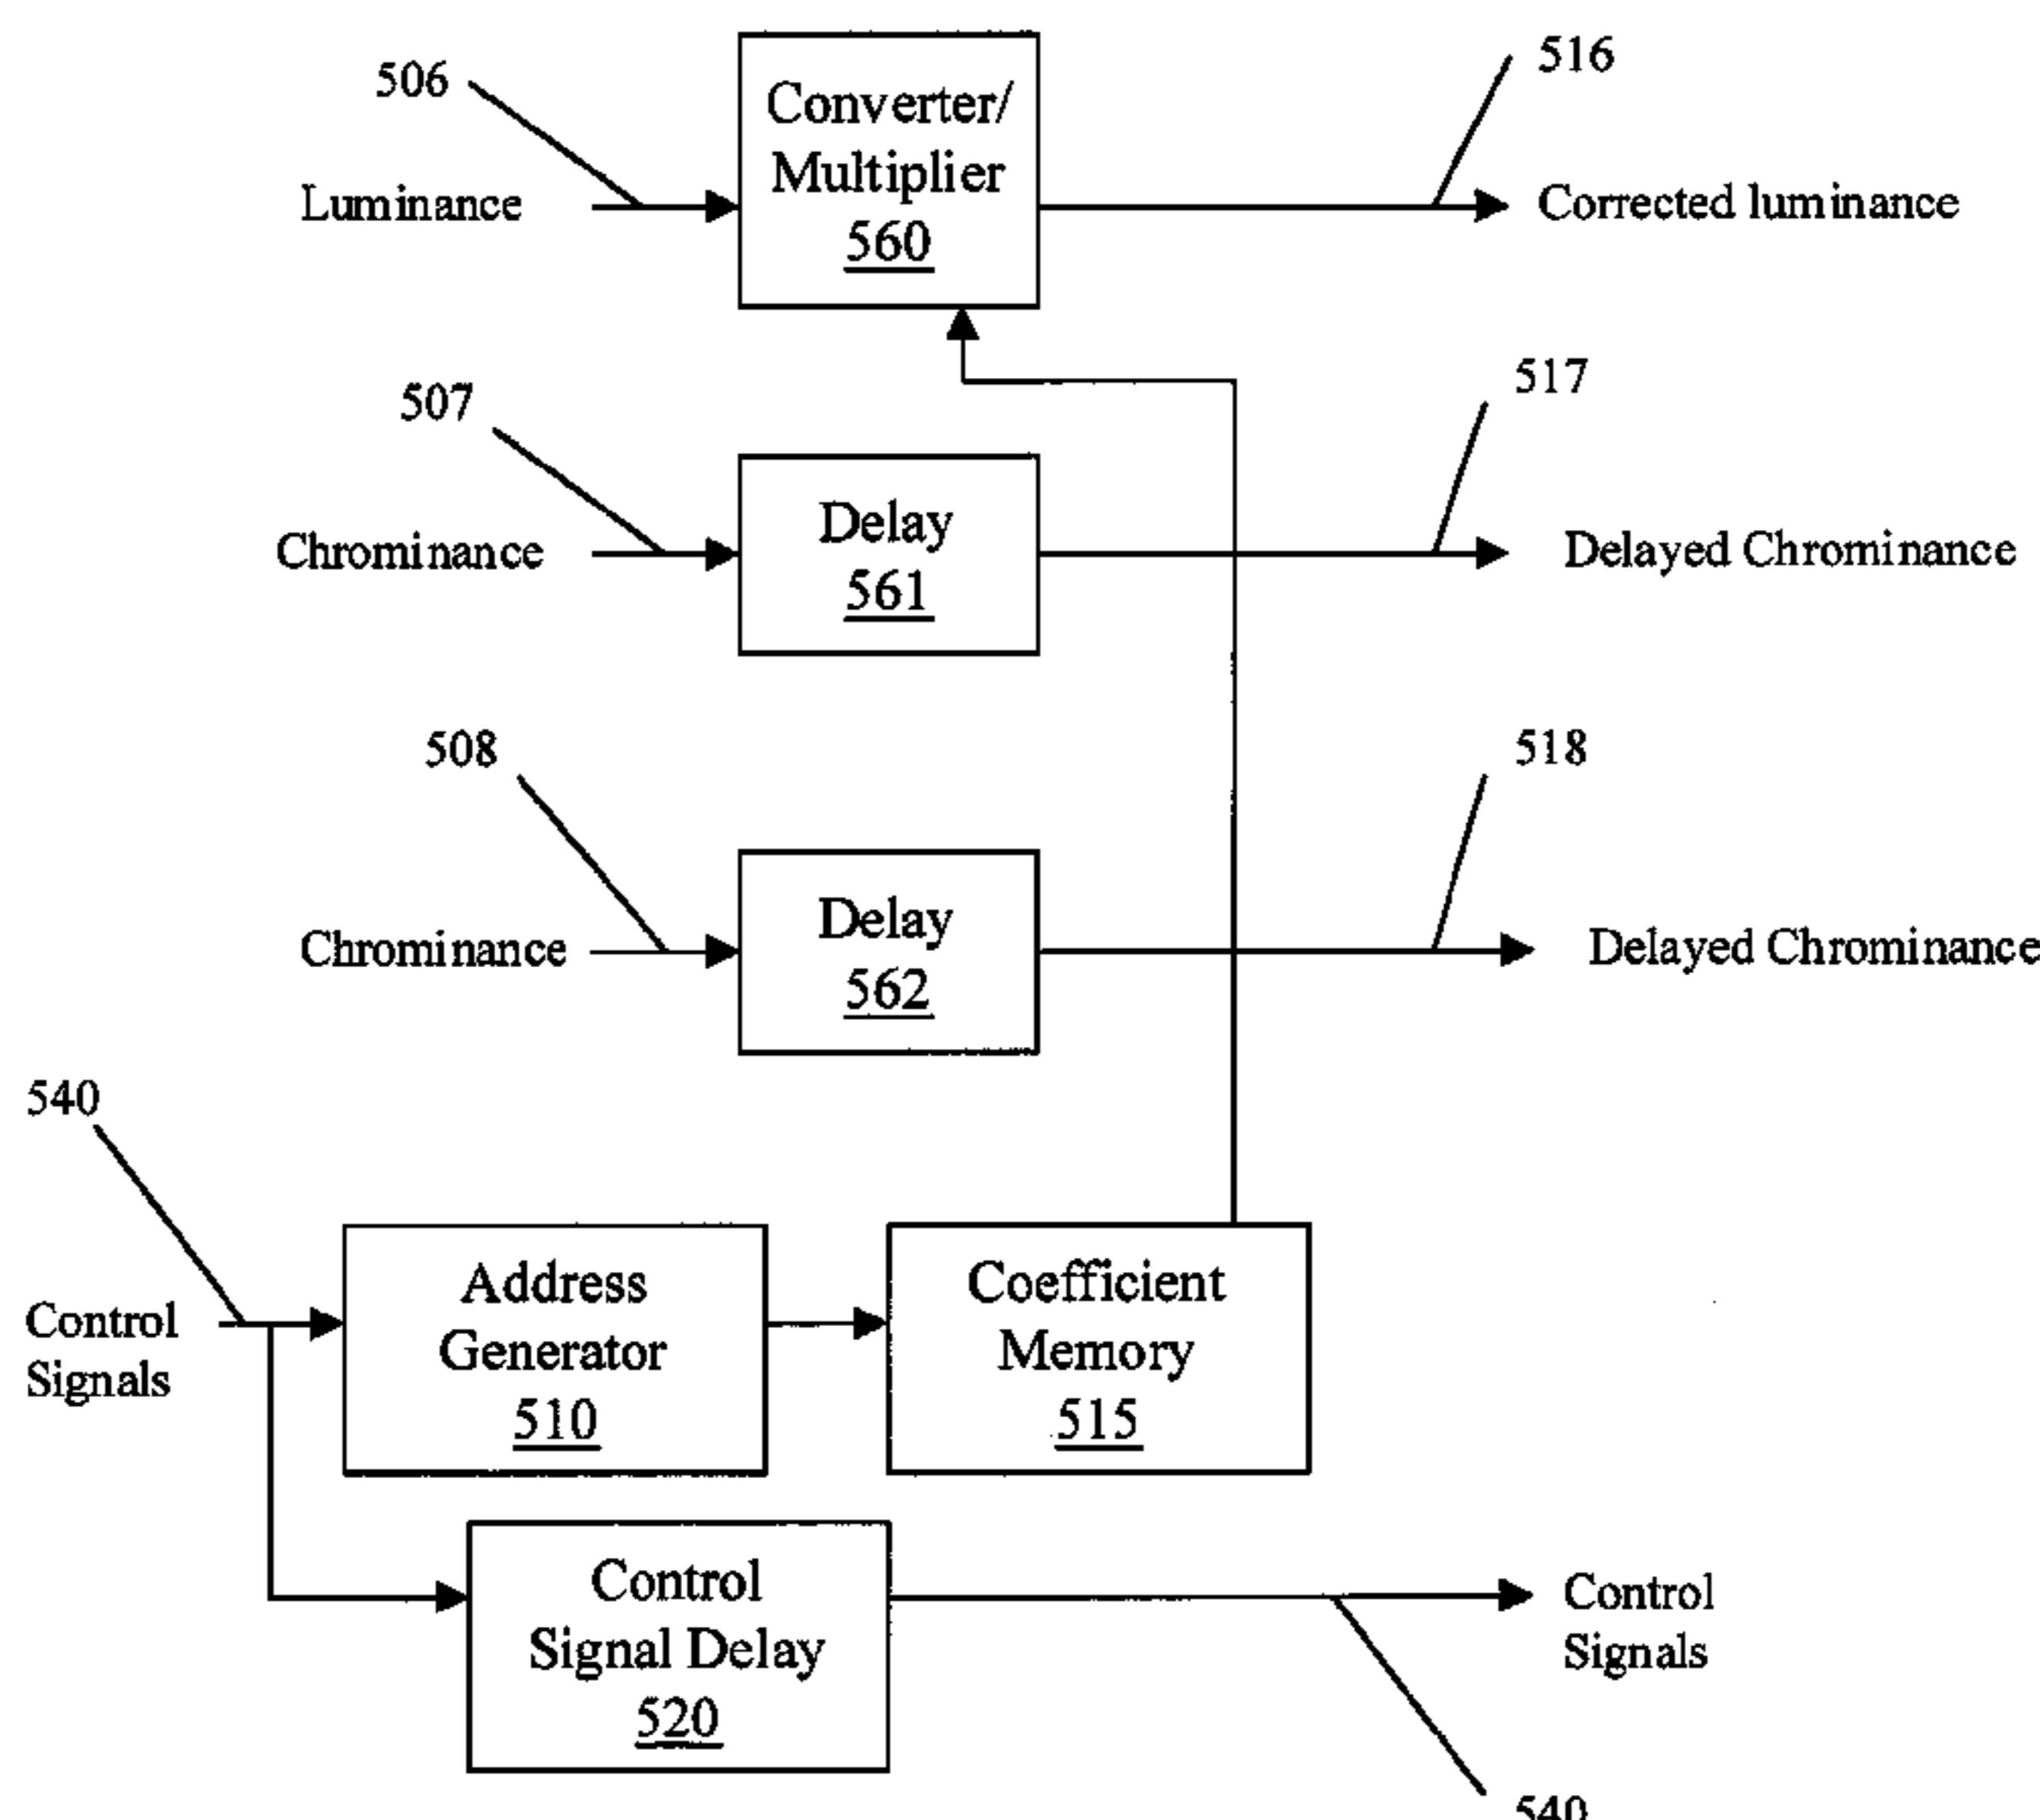 506
Converter/
Multiplier
560
516
Luminance
Corrected luminance
507
517
Chrominance
Delay
561
Delayed Chrominance
508
518
Chrominance
Delay
562
Delayed Chrominance
540
Control
Signals
Address
Generator
510
Coefficient
Memory
515
Control
Signal Delay
520
Control
Signals
540